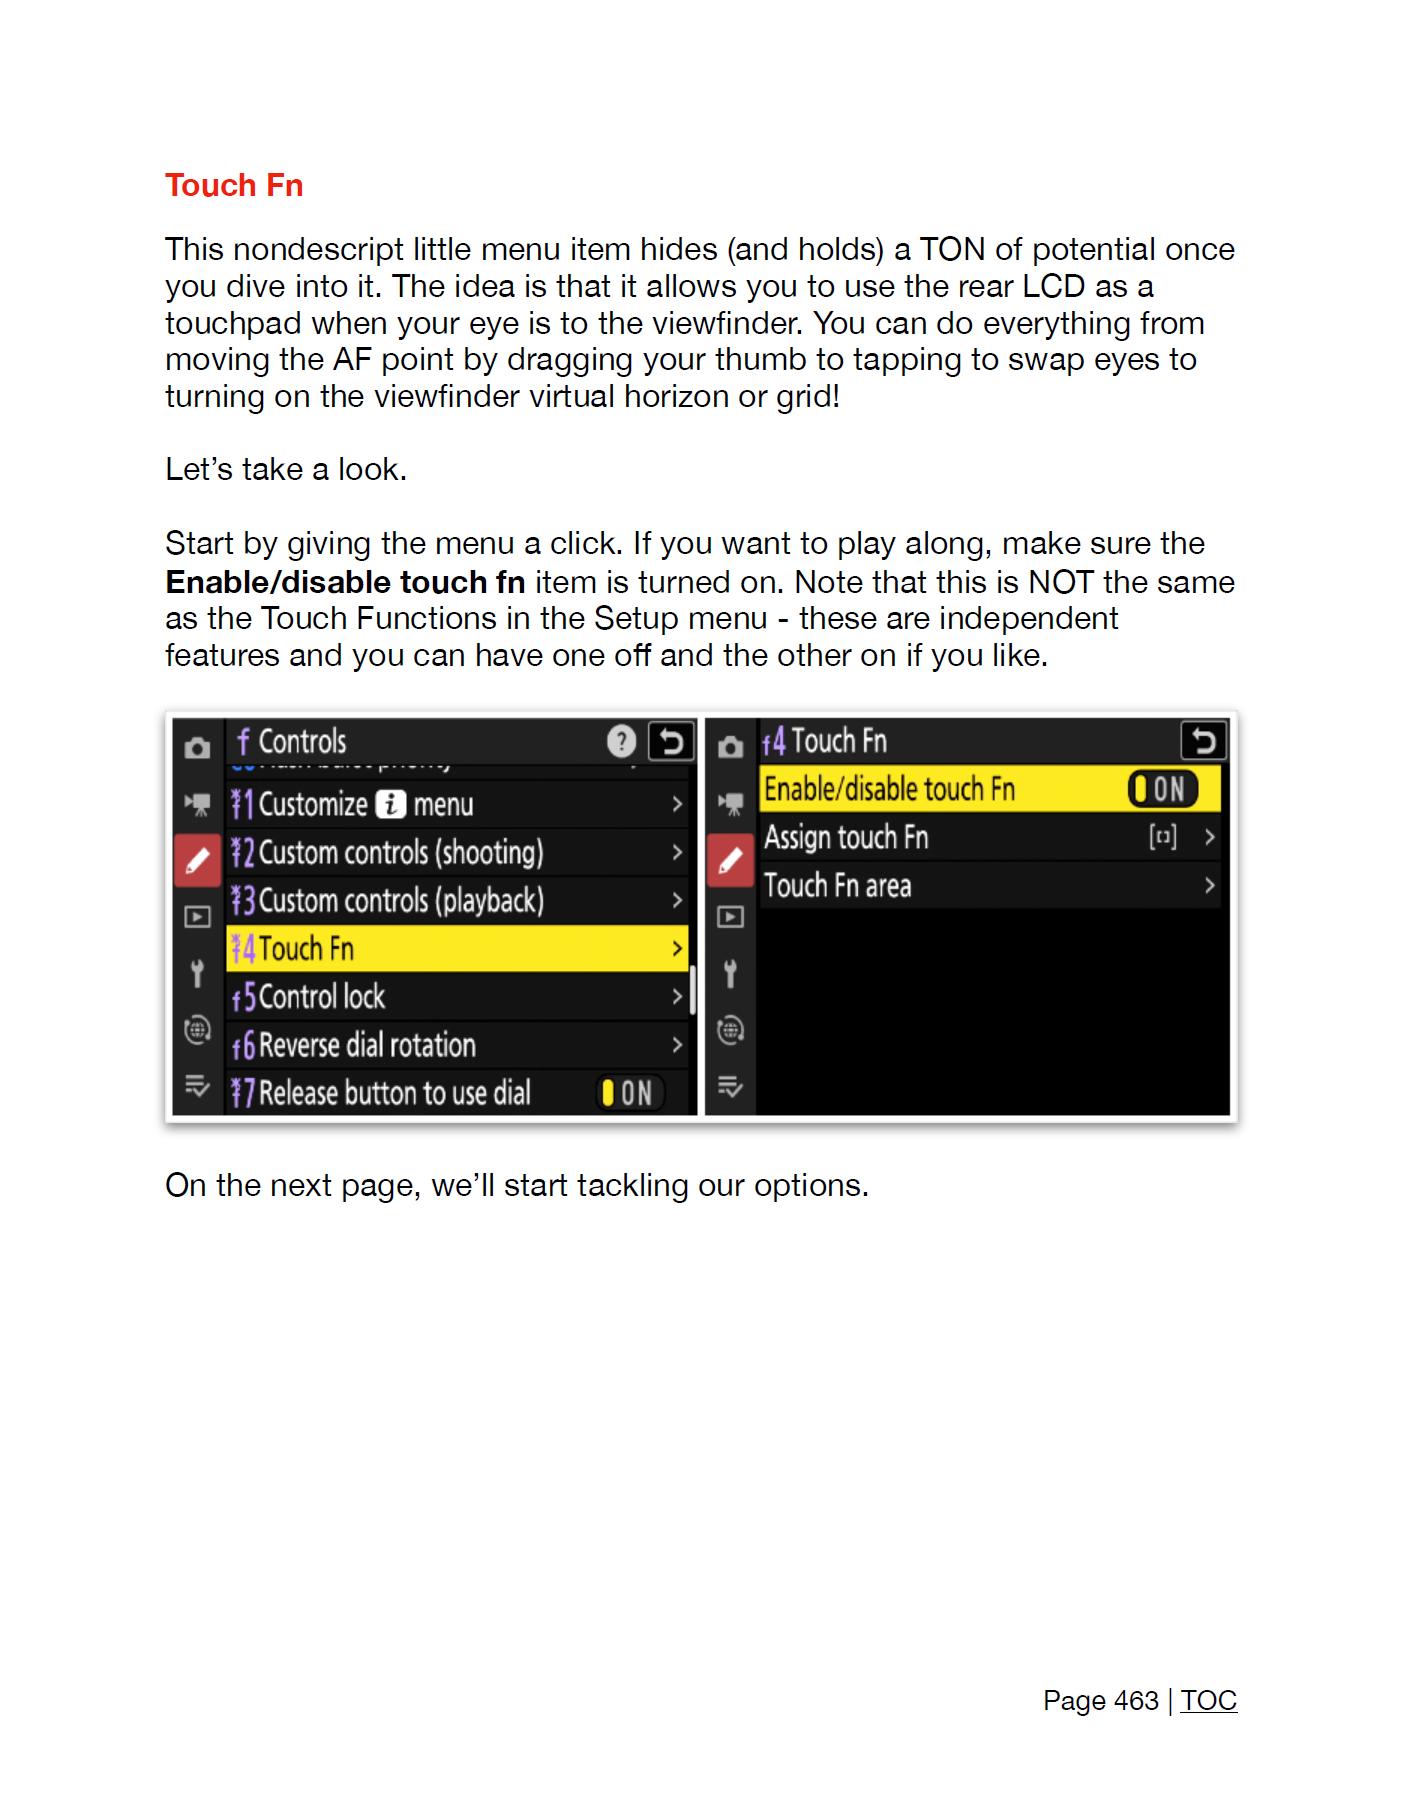 Touch Fn
This nondescript little menu item hides (and holds) a TON of potential once
you dive into it. The idea is that it allows you to use the rear LCD as a
touchpad when your eye is to the viewfinder. You can do everything from
moving the AF point by dragging your thumb to tapping to swap eyes to
turning on the viewfinder virtual horizon or grid!
Let's take a look.
Start by giving the menu a click. If you want to play along, make sure the
Enable/disable touch fn item is turned on. Note that this is NOT the same
as the Touch Functions in the Setup menu - these are independent
features and you can have one off and the other on if you like.
f Controls ?
*f1 Customize i menu >
*f2 Custom controls (shooting) >
*f3 Custom controls (playback) >
*f4 Touch Fn >
f5 Control lock >
f6 Reverse dial rotation >
*f7 Release button to use dial ON
f4 Touch Fn
Enable/disable touch Fn ON
Assign touch Fn >
Touch Fn area >
On the next page, we'll start tackling our options.
Page 463 | TOC